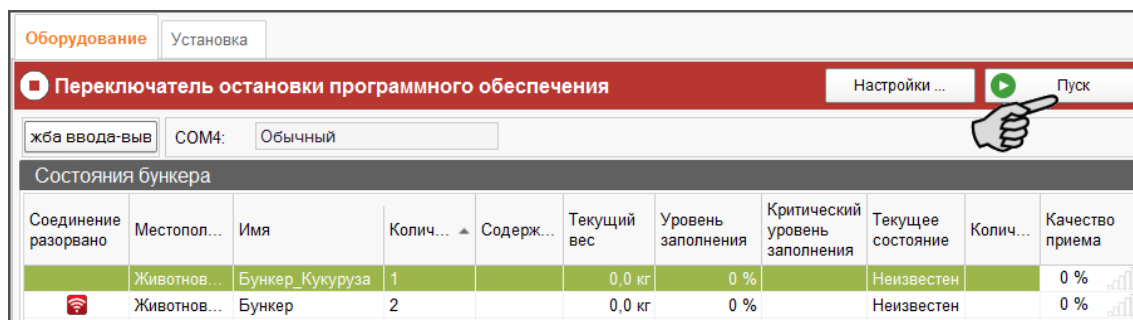 Оборудование Установка
Переключатель остановки программного обеспечения Настройки ... Пуск
жба ввода-выв COM4: Обычный
Состояния бункера
Соединение разорвано Местопол... Имя Колич... Содерж... Текущий вес Уровень заполнения Критический уровень заполнения Текущее состояние Колич... Качество приема
Животнов... Бункер_Кукуруза 1 0,0 кг 0 % Неизвестен 0 %
Животнов... Бункер 2 0,0 кг 0 % Неизвестен 0 %